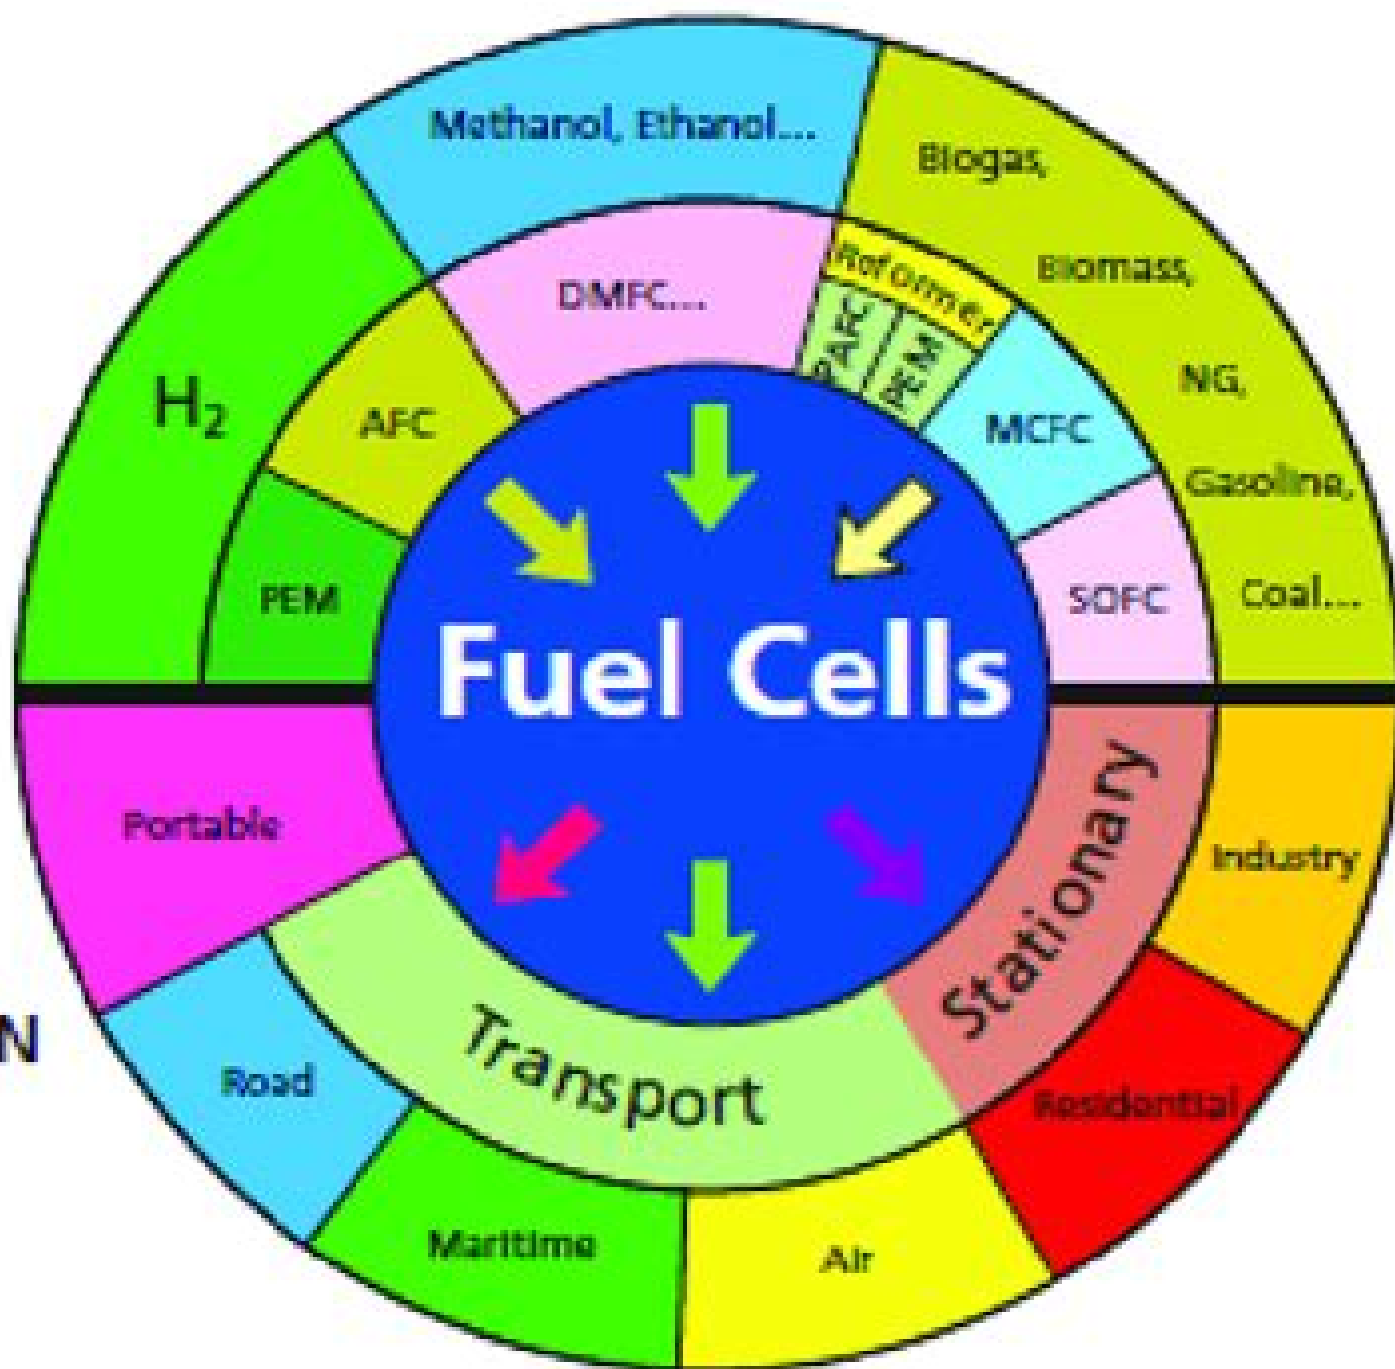 Methanol, Ethanol...
Biogas,
Biomass,
NG,
Gasoline,
Coal...
H₂
DMFC...
Reformer
PAFC
PEM
MCFC
SOFC
AFC
PEM
Fuel Cells
Portable
Transport
Stationary
Industry
Residential
Road
Maritime
Air
N